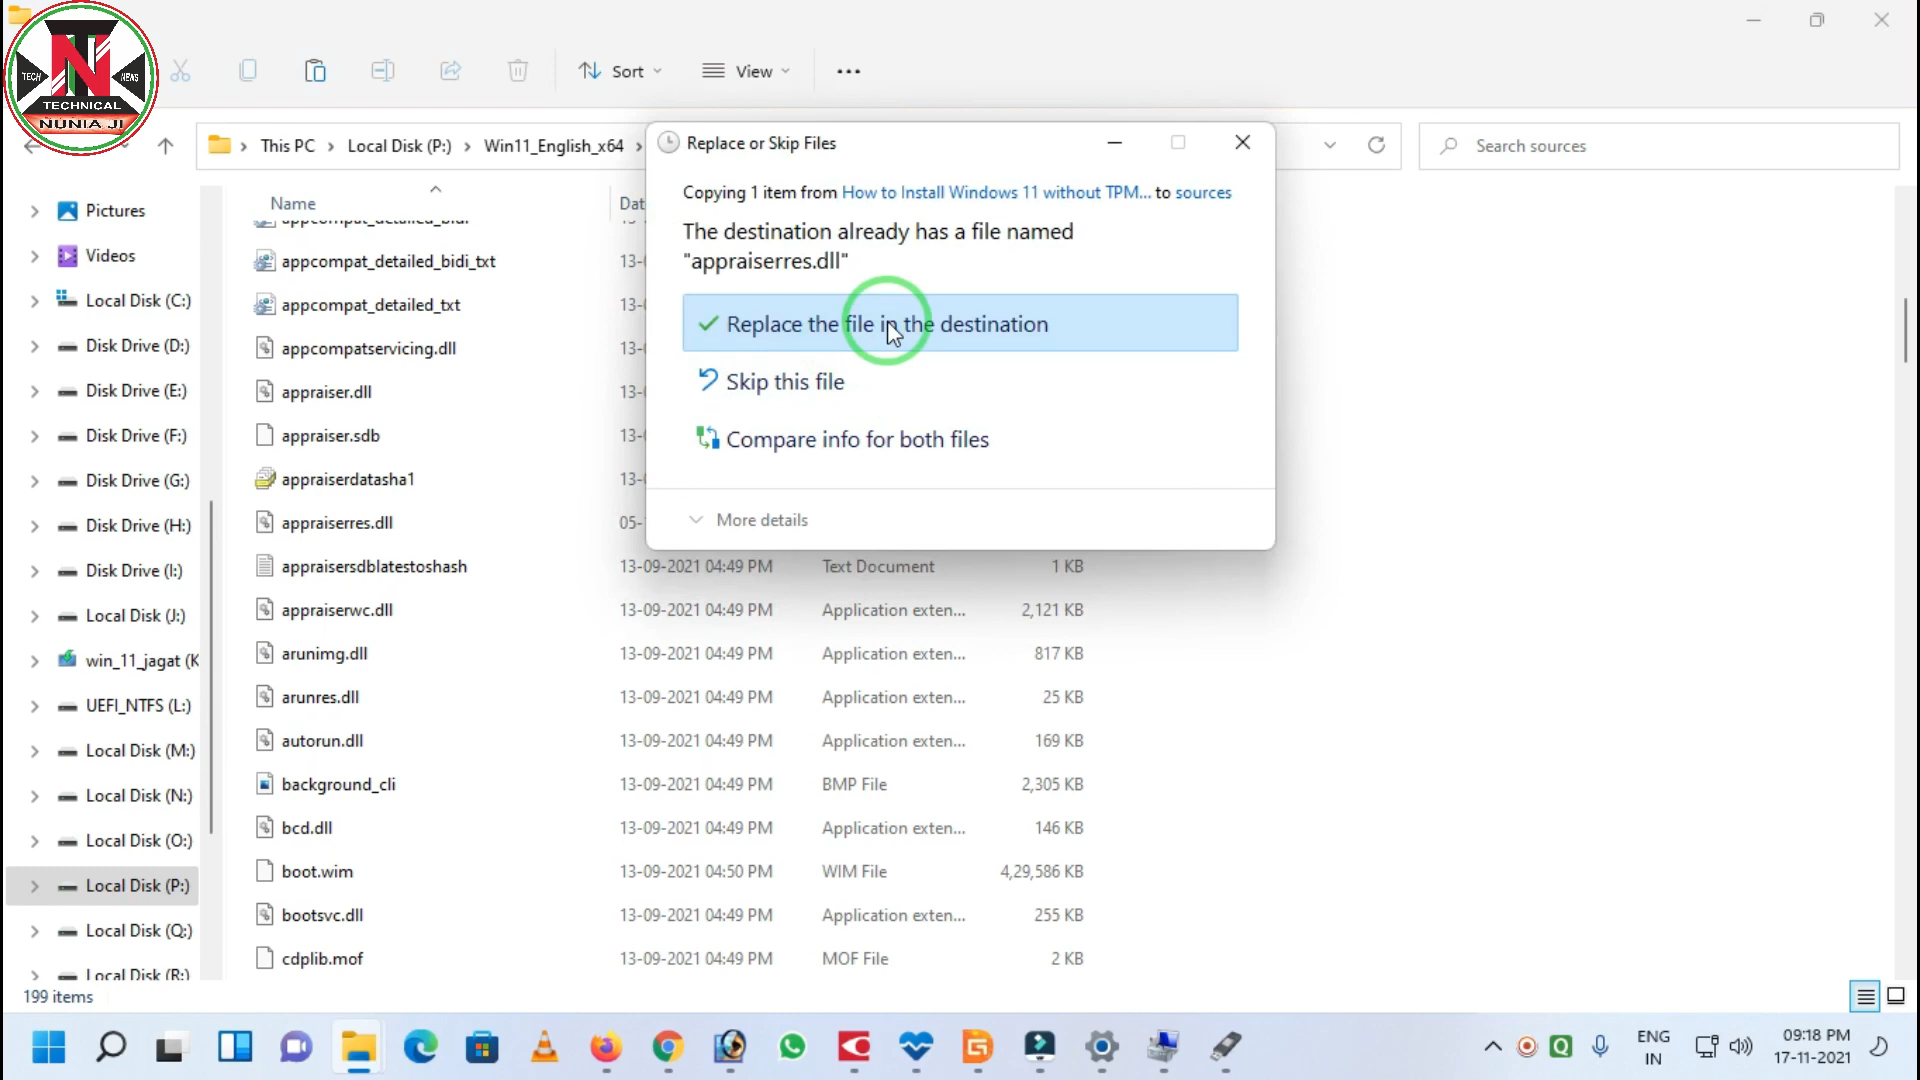 TECH
NEWS
TECHNICAL
NUNIA JI
Sort
View
This PC
Local Disk (P:)
Win11_English_x64
Search sources
Replace or Skip Files
Copying 1 item from How to Install Windows 11 without TPM... to sources
The destination already has a file named
"appraiserres.dll"
Replace the file in the destination
Skip this file
Compare info for both files
More details
Pictures
Videos
Local Disk (C:)
Disk Drive (D:)
Disk Drive (E:)
Disk Drive (F:)
Disk Drive (G:)
Disk Drive (H:)
Disk Drive (I:)
Local Disk (J:)
win_11_jagat (K
UEFI_NTFS (L:)
Local Disk (M:)
Local Disk (N:)
Local Disk (O:)
Local Disk (P:)
Local Disk (Q:)
Local Disk (R:)
Name
Dat
appcompat_detailed_bidi
appcompat_detailed_bidi_txt 13-
appcompat_detailed_txt 13-
appcompatservicing.dll 13-
appraiser.dll 13-
appraiser.sdb 13-
appraiserdatasha1 13-
appraiserres.dll 05-
appraisersdblatestoshash 13-09-2021 04:49 PM Text Document 1 KB
appraiserwc.dll 13-09-2021 04:49 PM Application exten... 2,121 KB
arunimg.dll 13-09-2021 04:49 PM Application exten... 817 KB
arunres.dll 13-09-2021 04:49 PM Application exten... 25 KB
autorun.dll 13-09-2021 04:49 PM Application exten... 169 KB
background_cli 13-09-2021 04:49 PM BMP File 2,305 KB
bcd.dll 13-09-2021 04:49 PM Application exten... 146 KB
boot.wim 13-09-2021 04:50 PM WIM File 4,29,586 KB
bootsvc.dll 13-09-2021 04:49 PM Application exten... 255 KB
cdplib.mof 13-09-2021 04:49 PM MOF File 2 KB
199 items
ENG
IN
09:18 PM
17-11-2021